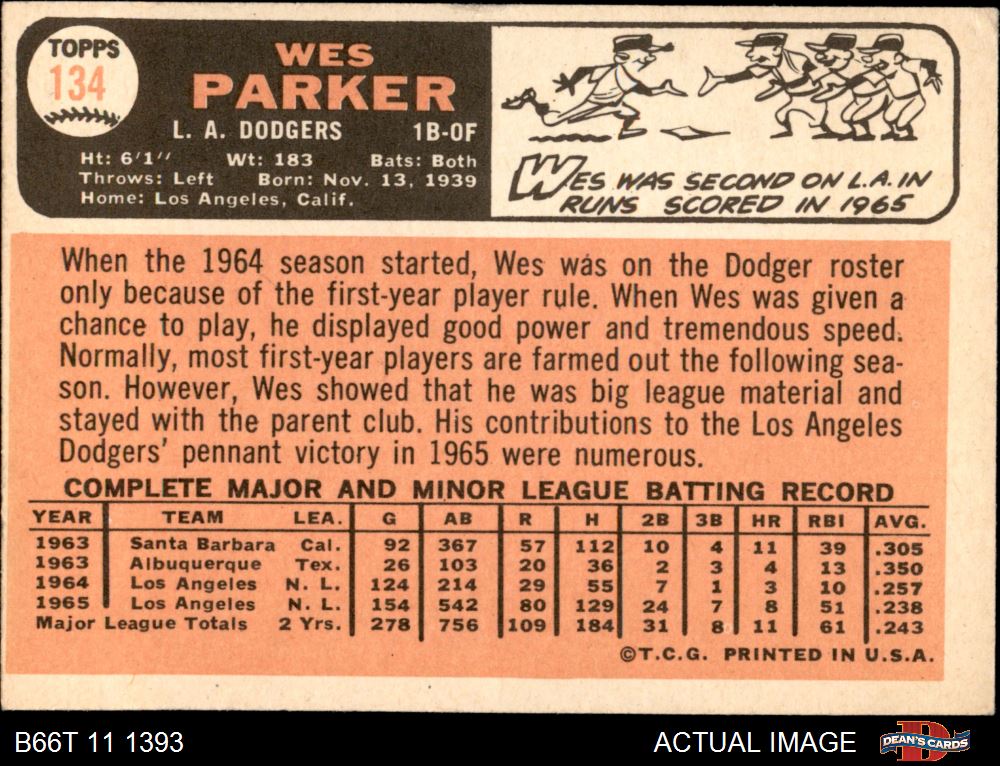 TOPPS
134
WES
PARKER
L. A. DODGERS 1B-OF
Ht: 6'1" Wt: 183 Bats: Both
Throws: Left Born: Nov. 13, 1939
Home: Los Angeles, Calif.
WES WAS SECOND ON L.A. IN
RUNS SCORED IN 1965
When the 1964 season started, Wes was on the Dodger roster
only because of the first-year player rule. When Wes was given a
chance to play, he displayed good power and tremendous speed.
Normally, most first-year players are farmed out the following sea-
son. However, Wes showed that he was big league material and
stayed with the parent club. His contributions to the Los Angeles
Dodgers' pennant victory in 1965 were numerous.
COMPLETE MAJOR AND MINOR LEAGUE BATTING RECORD
YEAR TEAM LEA. G AB R H 2B 3B HR RBI AVG.
1963 Santa Barbara Cal. 92 367 57 112 10 4 11 39 .305
1963 Albuquerque Tex. 26 103 20 36 2 3 4 13 .350
1964 Los Angeles N. L. 124 214 29 55 7 1 3 10 .257
1965 Los Angeles N. L. 154 542 80 129 24 7 8 51 .238
Major League Totals 2 Yrs. 278 756 109 184 31 8 11 61 .243
©T.C.G. PRINTED IN U.S.A.
B66T 11 1393 ACTUAL IMAGE DEAN'S CARDS